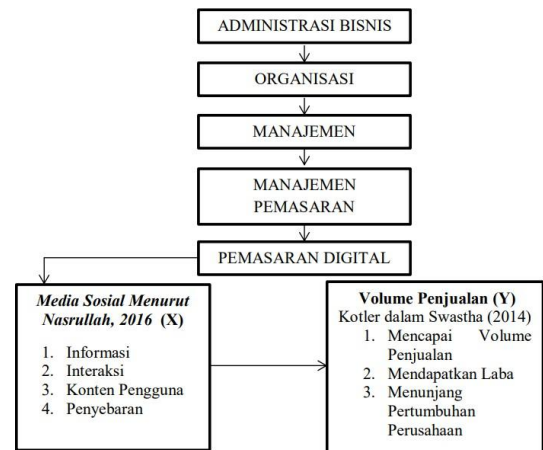 ADMINISTRASI BISNIS
ORGANISASI
MANAJEMEN
MANAJEMEN
PEMASARAN
PEMASARAN DIGITAL
Media Sosial Menurut
Nasrullah, 2016 (X)
1. Informasi
2. Interaksi
3. Konten Pengguna
4. Penyebaran
Volume Penjualan (Y)
Kotler dalam Swastha (2014)
1. Mencapai Volume
Penjualan
2. Mendapatkan Laba
3. Menunjang
Pertumbuhan
Perusahaan